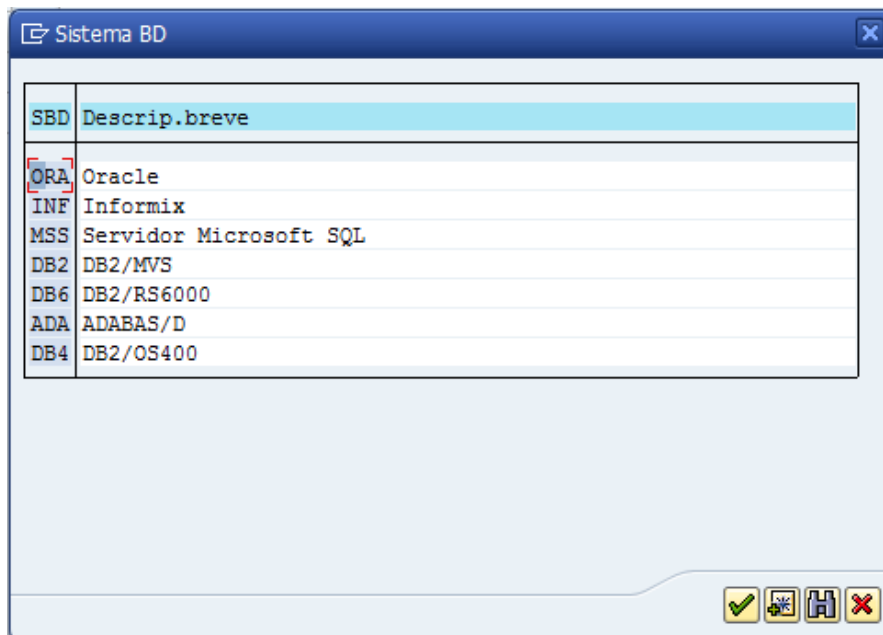 Sistema BD
SBD Descrip.breve
ORA Oracle
INF Informix
MSS Servidor Microsoft SQL
DB2 DB2/MVS
DB6 DB2/RS6000
ADA ADABAS/D
DB4 DB2/OS400